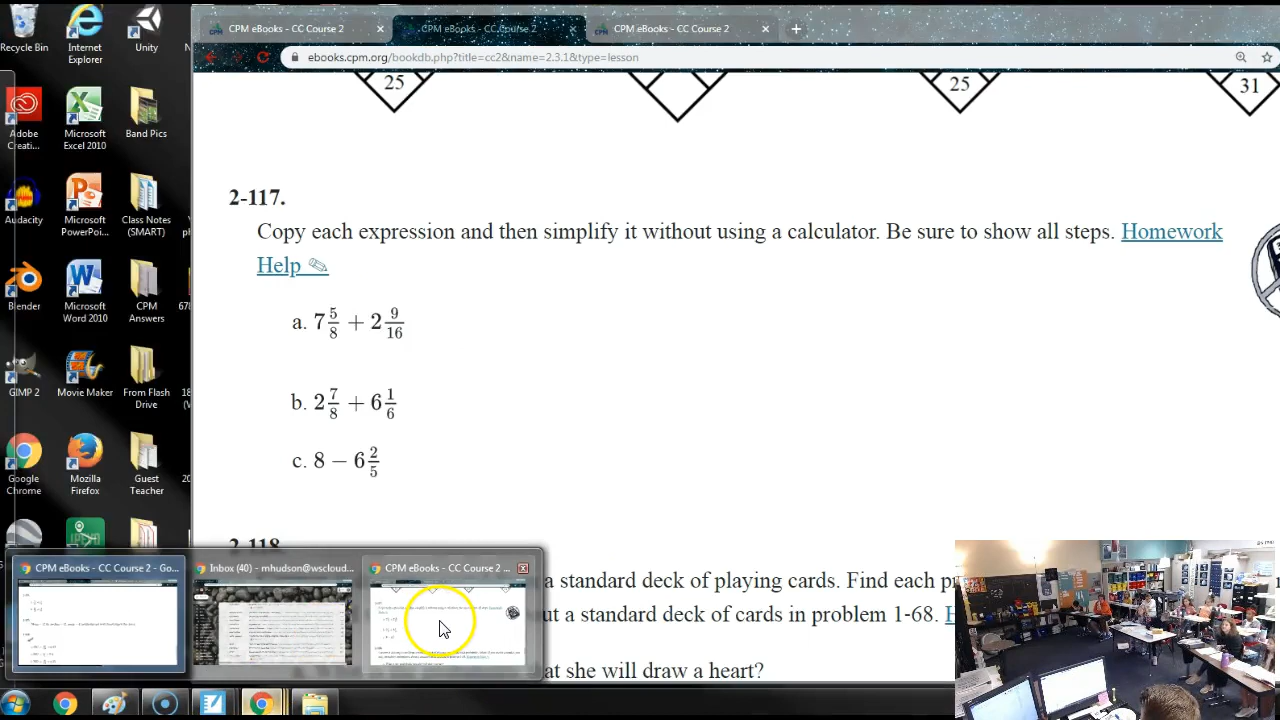 CPM eBooks - CC Course 2
CPM eBooks - CC Course 2
CPM eBooks - CC Course 2
ebooks.cpm.org/bookdb.php?title=cc2&name=2.3.1&type=lesson
Recycle Bin
Internet Explorer
Unity
Adobe Creati...
Microsoft Excel 2010
Band Pics
Audacity
Microsoft PowerPoi...
Class Notes (SMART)
Blender
Microsoft Word 2010
CPM Answers
GIMP 2
Movie Maker
From Flash Drive
Google Chrome
Mozilla Firefox
Guest Teacher
25
25
31
2-117.
Copy each expression and then simplify it without using a calculator. Be sure to show all steps. Homework
Help
a. 7 5/8 + 2 9/16
b. 2 7/8 + 6 1/6
c. 8 − 6 2/5
2-118.
a standard deck of playing cards. Find each
out a standard deck of cards in problem 1-68.
at she will draw a heart?
CPM eBooks - CC Course 2 - Go...
Inbox (40) - mhudson@wscloud...
CPM eBooks - CC Course 2 ...